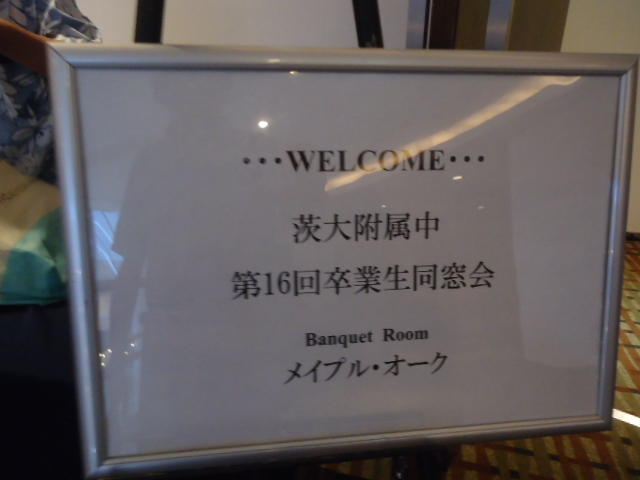 ･･･WELCOME･･･
茨大附属中
第16回卒業生同窓会
Banquet Room
メイプル・オーク